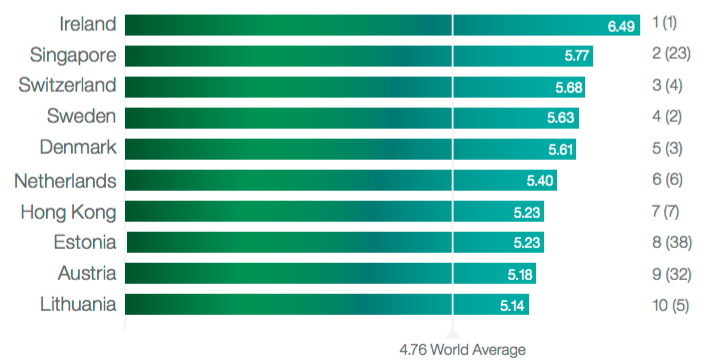 Ireland 6.49 1 (1)
Singapore 5.77 2 (23)
Switzerland 5.68 3 (4)
Sweden 5.63 4 (2)
Denmark 5.61 5 (3)
Netherlands 5.40 6 (6)
Hong Kong 5.23 7 (7)
Estonia 5.23 8 (38)
Austria 5.18 9 (32)
Lithuania 5.14 10 (5)
4.76 World Average